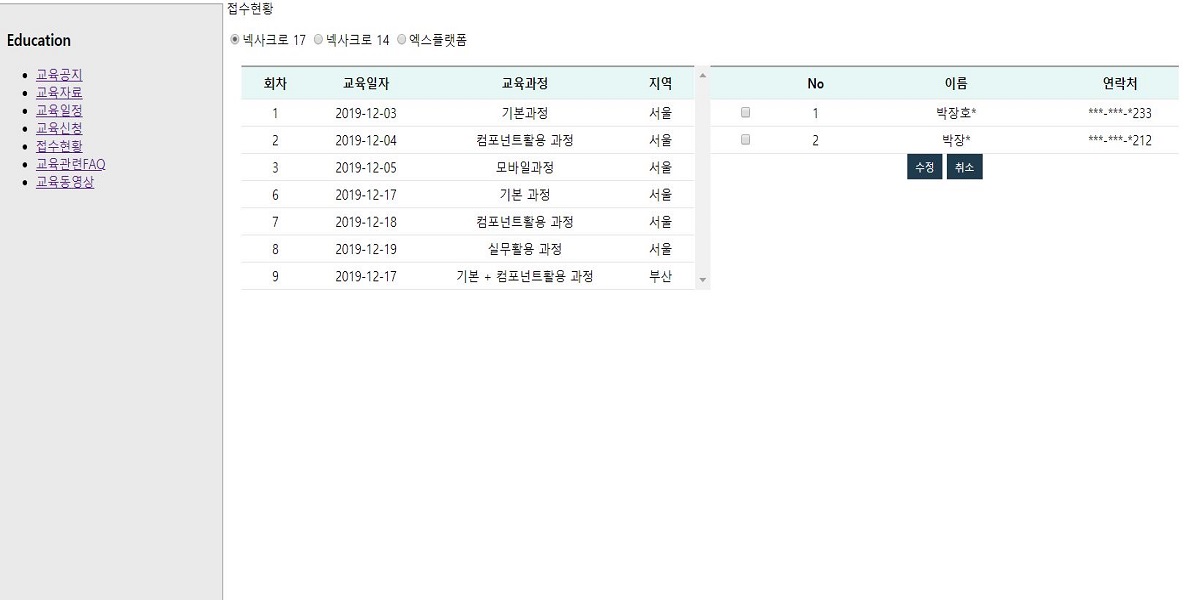 접수현황
Education
넥사크로 17 넥사크로 14 엑스플랫폼
교육공지
교육자료
교육일정
교육신청
접수현황
교육관련FAQ
교육동영상
회차 교육일자 교육과정 지역
1 2019-12-03 기본과정 서울
2 2019-12-04 컴포넌트활용 과정 서울
3 2019-12-05 모바일과정 서울
6 2019-12-17 기본 과정 서울
7 2019-12-18 컴포넌트활용 과정 서울
8 2019-12-19 실무활용 과정 서울
9 2019-12-17 기본 + 컴포넌트활용 과정 부산
No 이름 연락처
1 박장호* ***-***-*233
2 박장* ***-***-*212
수정 취소